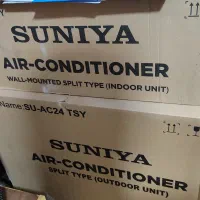 SUNIYA
AIR-CONDITIONER
WALL-MOUNTED SPLIT TYPE (INDOOR UNIT)
Name:SU-AC24 TSY
SUNIYA
AIR-CONDITIONER
SPLIT TYPE (OUTDOOR UNIT)